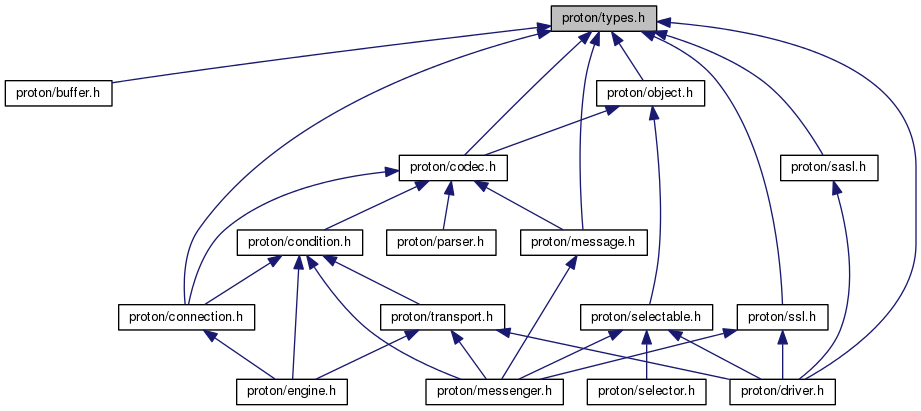 proton/types.h
proton/buffer.h
proton/object.h
proton/codec.h
proton/sasl.h
proton/condition.h
proton/parser.h
proton/message.h
proton/connection.h
proton/transport.h
proton/selectable.h
proton/ssl.h
proton/engine.h
proton/messenger.h
proton/selector.h
proton/driver.h